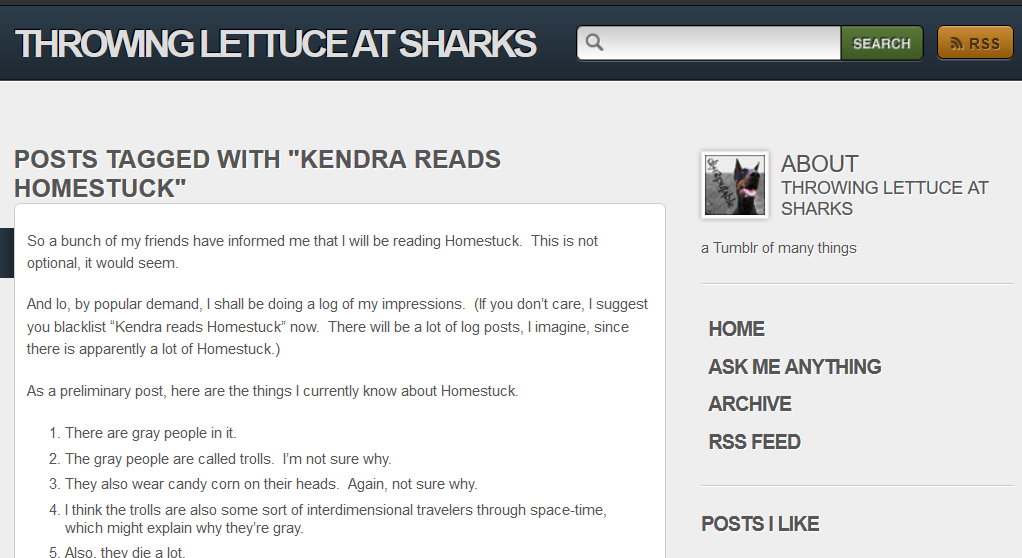 THROWING LETTUCE AT SHARKS
SEARCH
RSS
POSTS TAGGED WITH "KENDRA READS
HOMESTUCK"
So a bunch of my friends have informed me that I will be reading Homestuck.  This is not
optional, it would seem.
And lo, by popular demand, I shall be doing a log of my impressions.  (If you don’t care, I suggest
you blacklist “Kendra reads Homestuck” now.  There will be a lot of log posts, I imagine, since
there is apparently a lot of Homestuck.)
As a preliminary post, here are the things I currently know about Homestuck.
1. There are gray people in it.
2. The gray people are called trolls.  I’m not sure why.
3. They also wear candy corn on their heads.  Again, not sure why.
4. I think the trolls are also some sort of interdimensional travelers through space-time,
which might explain why they’re gray.
5. Also, they die a lot.
ABOUT
THROWING LETTUCE AT
SHARKS
a Tumblr of many things
HOME
ASK ME ANYTHING
ARCHIVE
RSS FEED
POSTS I LIKE